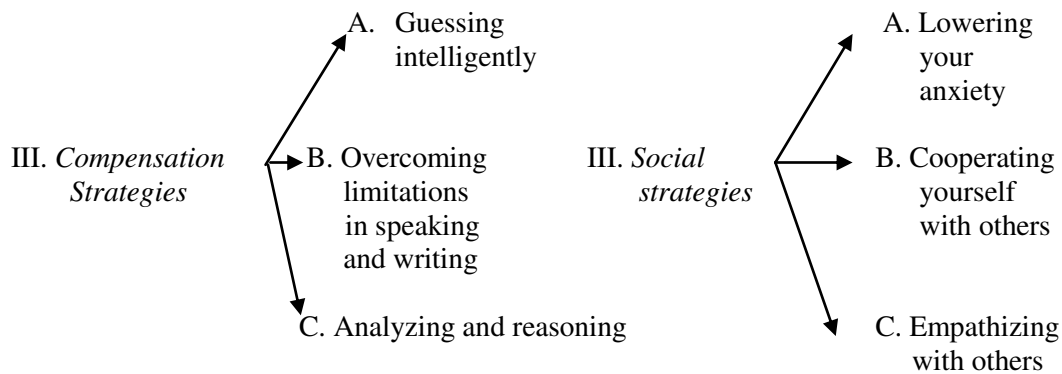 A. Guessing
intelligently
III. Compensation
Strategies
B. Overcoming
limitations
in speaking
and writing
C. Analyzing and reasoning
A. Lowering
your
anxiety
III. Social
strategies
B. Cooperating
yourself
with others
C. Empathizing
with others